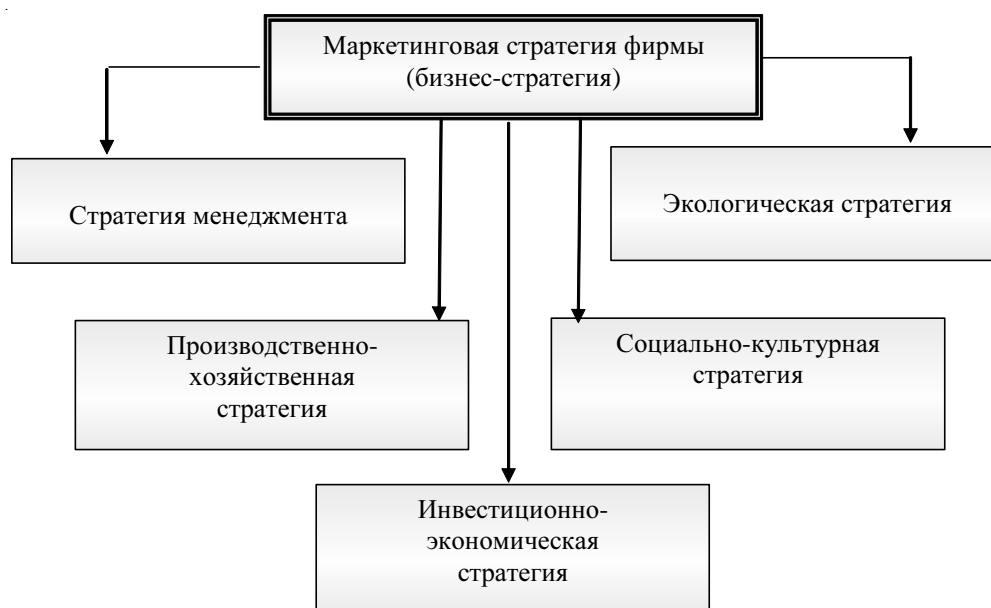 Маркетинговая стратегия фирмы
(бизнес-стратегия)
Стратегия менеджмента
Экологическая стратегия
Производственно-
хозяйственная
стратегия
Социально-культурная
стратегия
Инвестиционно-
экономическая
стратегия